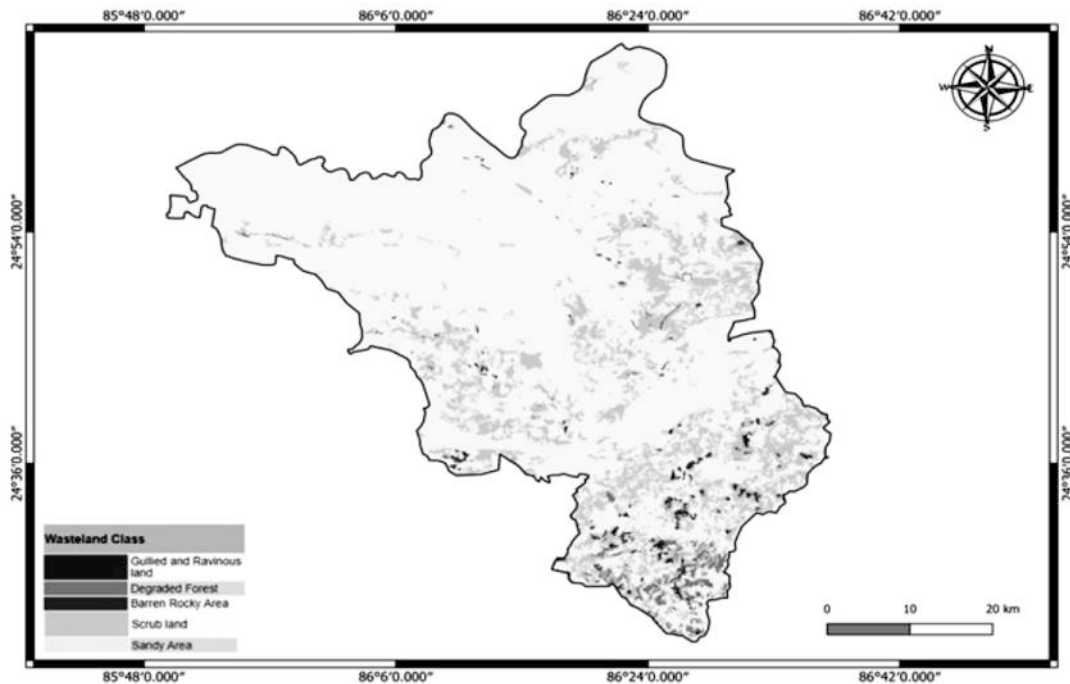 85°48′0.000″ 86°6′0.000″ 86°24′0.000″ 86°42′0.000″
N
W E
S
24°54′0.000″ 24°54′0.000″
24°36′0.000″ 24°36′0.000″
Wasteland Class
Gullied and Ravinous
land
Degraded Forest
Barren Rocky Area
Scrub land
Sandy Area
0 10 20 km
85°48′0.000″ 86°6′0.000″ 86°24′0.000″ 86°42′0.000″